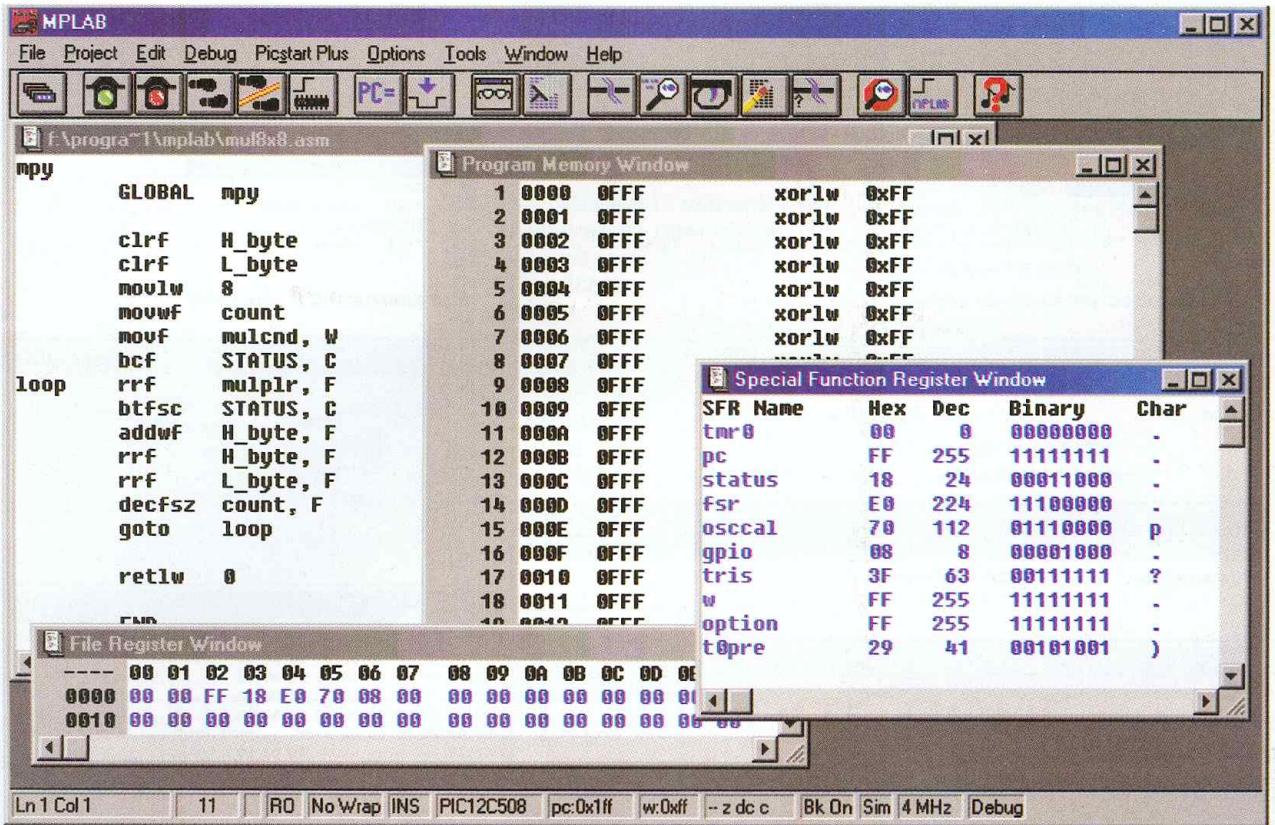 MPLAB
File Project Edit Debug Picstart Plus Options Tools Window Help
PC=
MPLAB
f:\progra~1\mplab\mul8x8.asm
mpy
GLOBAL mpy
clrf H_byte
clrf L_byte
movlw 8
movwf count
movf mulcnd, W
bcf STATUS, C
loop rrf mulplr, F
btfsc STATUS, C
addwf H_byte, F
rrf H_byte, F
rrf L_byte, F
decfsz count, F
goto loop
retlw 0
END
Program Memory Window
1 0000 0FFF xorlw 0xFF
2 0001 0FFF xorlw 0xFF
3 0002 0FFF xorlw 0xFF
4 0003 0FFF xorlw 0xFF
5 0004 0FFF xorlw 0xFF
6 0005 0FFF xorlw 0xFF
7 0006 0FFF xorlw 0xFF
8 0007 0FFF xorlw 0xFF
9 0008 0FFF
10 0009 0FFF
11 000A 0FFF
12 000B 0FFF
13 000C 0FFF
14 000D 0FFF
15 000E 0FFF
16 000F 0FFF
17 0010 0FFF
18 0011 0FFF
19 0012 0FFF
Special Function Register Window
SFR Name Hex Dec Binary Char
tmr0 00 0 00000000 .
pc FF 255 11111111 .
status 18 24 00011000 .
fsr E0 224 11100000 .
osccal 70 112 01110000 p
gpio 08 8 00001000 .
tris 3F 63 00111111 ?
w FF 255 11111111 .
option FF 255 11111111 .
t0pre 29 41 00101001 )
File Register Window
---- 00 01 02 03 04 05 06 07 08 09 0A 0B 0C 0D 0E
0000 00 00 FF 18 E0 70 08 00 00 00 00 00 00 00 00
0010 00 00 00 00 00 00 00 00 00 00 00 00 00 00 00 00
Ln 1 Col 1 11 RO No Wrap INS PIC12C508 pc:0x1ff w:0xff -- z dc c Bk On Sim 4 MHz Debug